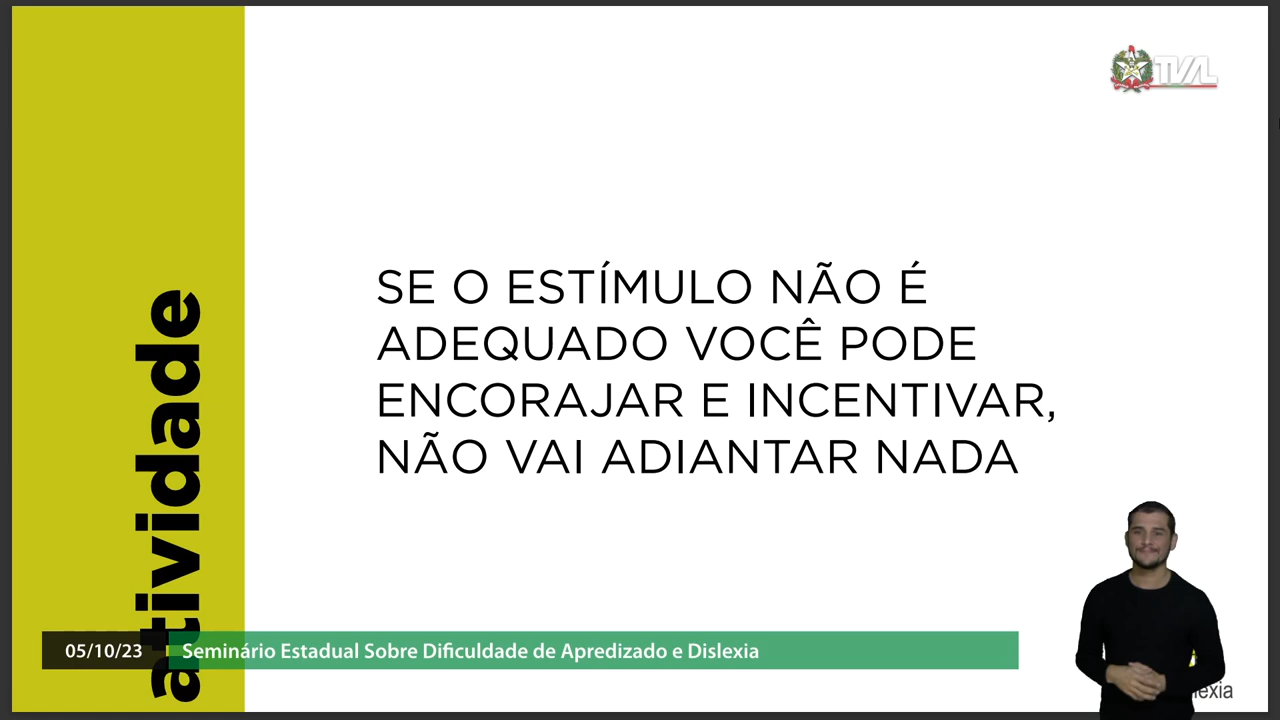 TVAL
SE O ESTÍMULO NÃO É
ADEQUADO VOCÊ PODE
ENCORAJAR E INCENTIVAR,
NÃO VAI ADIANTAR NADA
atividade
05/10/23
Seminário Estadual Sobre Dificuldade de Apredizado e Dislexia